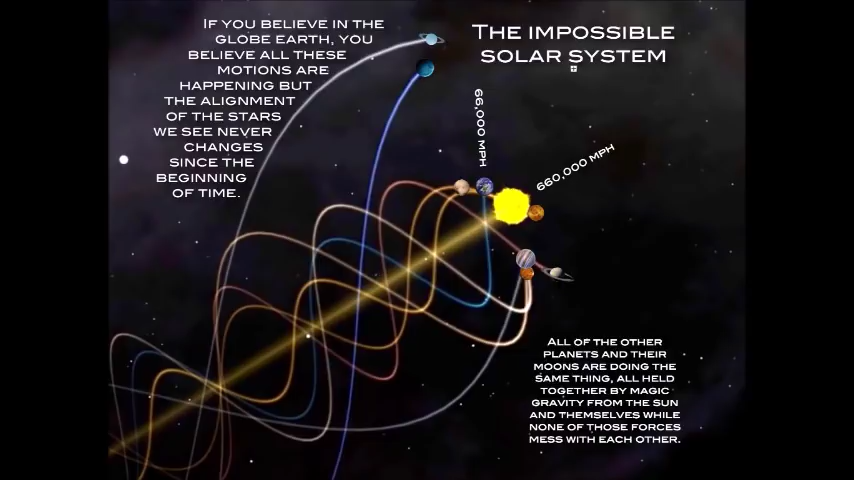 If you believe in the
globe earth, you
believe all these
motions are
happening but
the alignment
of the stars
we see never
changes
since the
beginning
of time.
The impossible
solar system
66,000 mph
660,000 mph
All of the other
planets and their
moons are doing the
same thing, all held
together by magic
gravity from the sun
and themselves while
none of those forces
mess with each other.